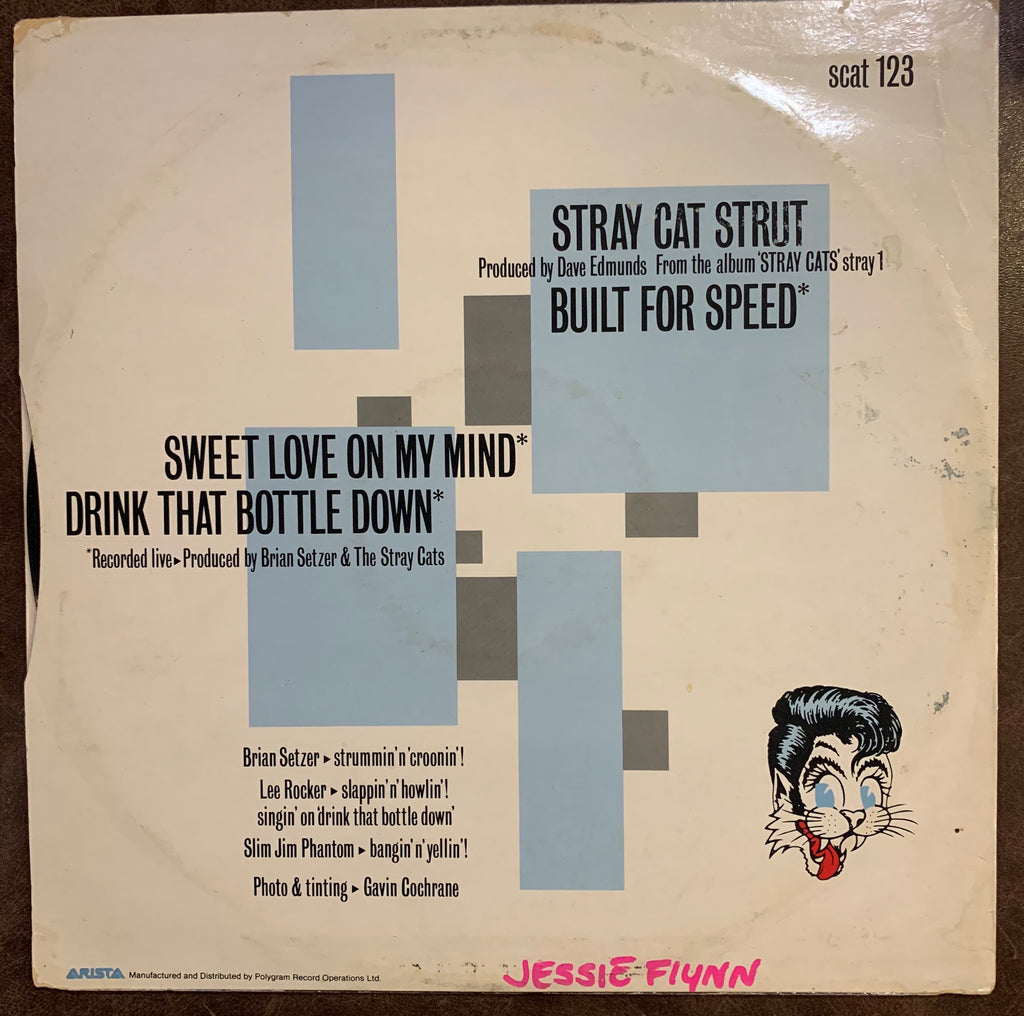 scat 123
STRAY CAT STRUT
Produced by Dave Edmunds From the album 'STRAY CATS' stray 1
BUILT FOR SPEED*
SWEET LOVE ON MY MIND*
DRINK THAT BOTTLE DOWN*
*Recorded live▸Produced by Brian Setzer & The Stray Cats
Brian Setzer ▸ strummin' n' croonin'!
Lee Rocker ▸ slappin' n' howlin'!
singin' on 'drink that bottle down'
Slim Jim Phantom ▸ bangin' n' yellin'!
Photo & tinting ▸ Gavin Cochrane
ARISTA Manufactured and Distributed by Polygram Record Operations Ltd.
JESSIE FlYNN